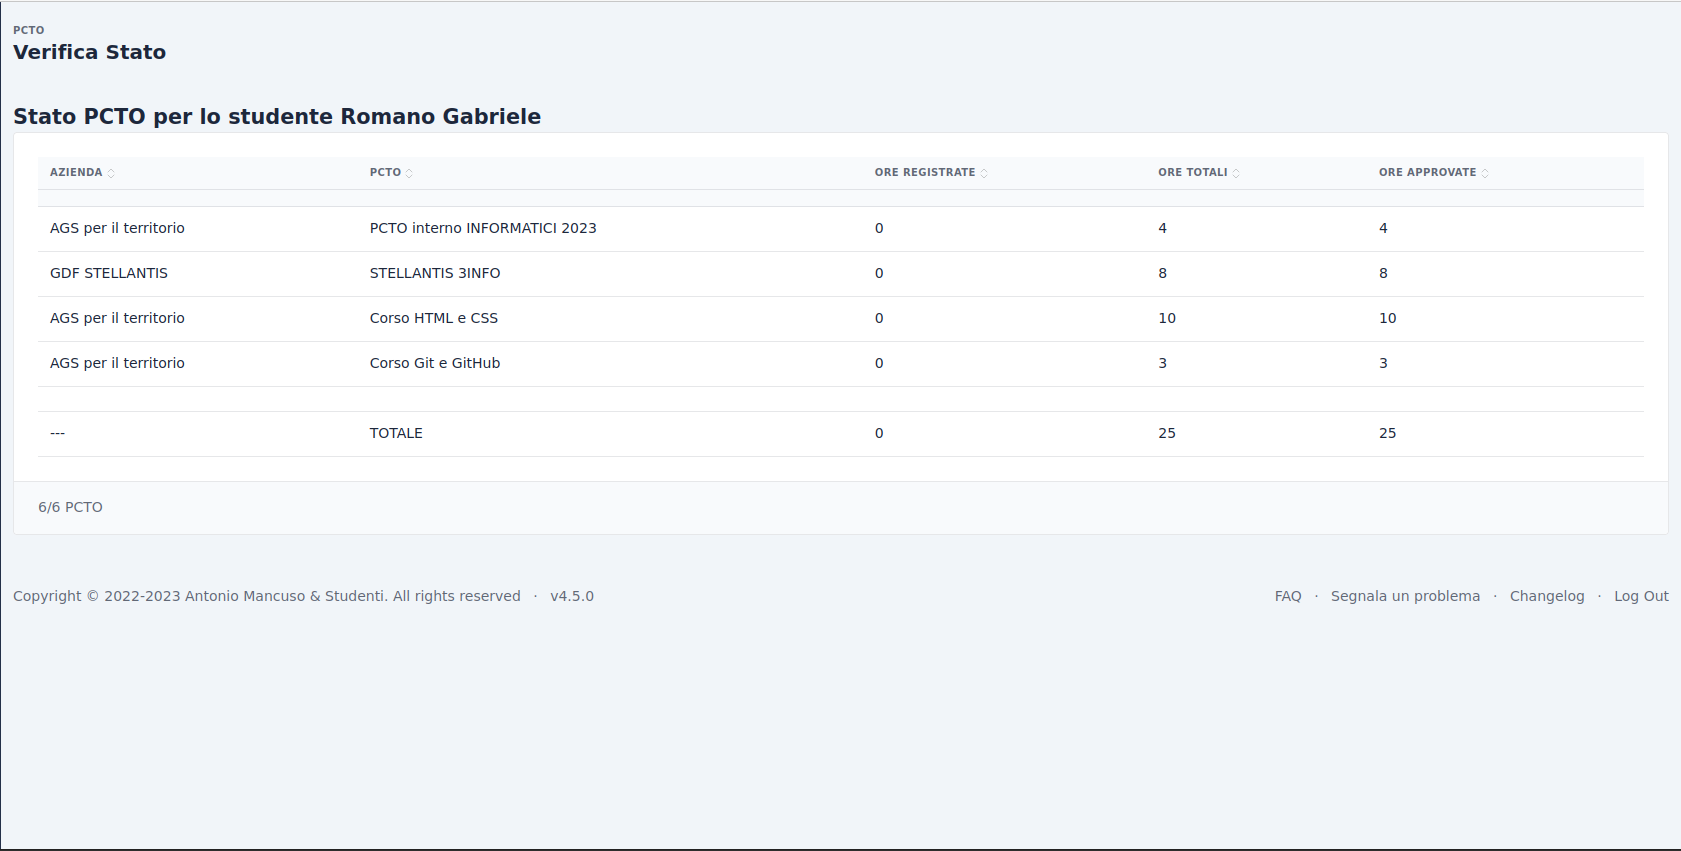 PCTO
Verifica Stato
Stato PCTO per lo studente Romano Gabriele
AZIENDA PCTO ORE REGISTRATE ORE TOTALI ORE APPROVATE
AGS per il territorio PCTO interno INFORMATICI 2023 0 4 4
GDF STELLANTIS STELLANTIS 3INFO 0 8 8
AGS per il territorio Corso HTML e CSS 0 10 10
AGS per il territorio Corso Git e GitHub 0 3 3
--- TOTALE 0 25 25
6/6 PCTO
Copyright © 2022-2023 Antonio Mancuso & Studenti. All rights reserved · v4.5.0 FAQ · Segnala un problema · Changelog · Log Out